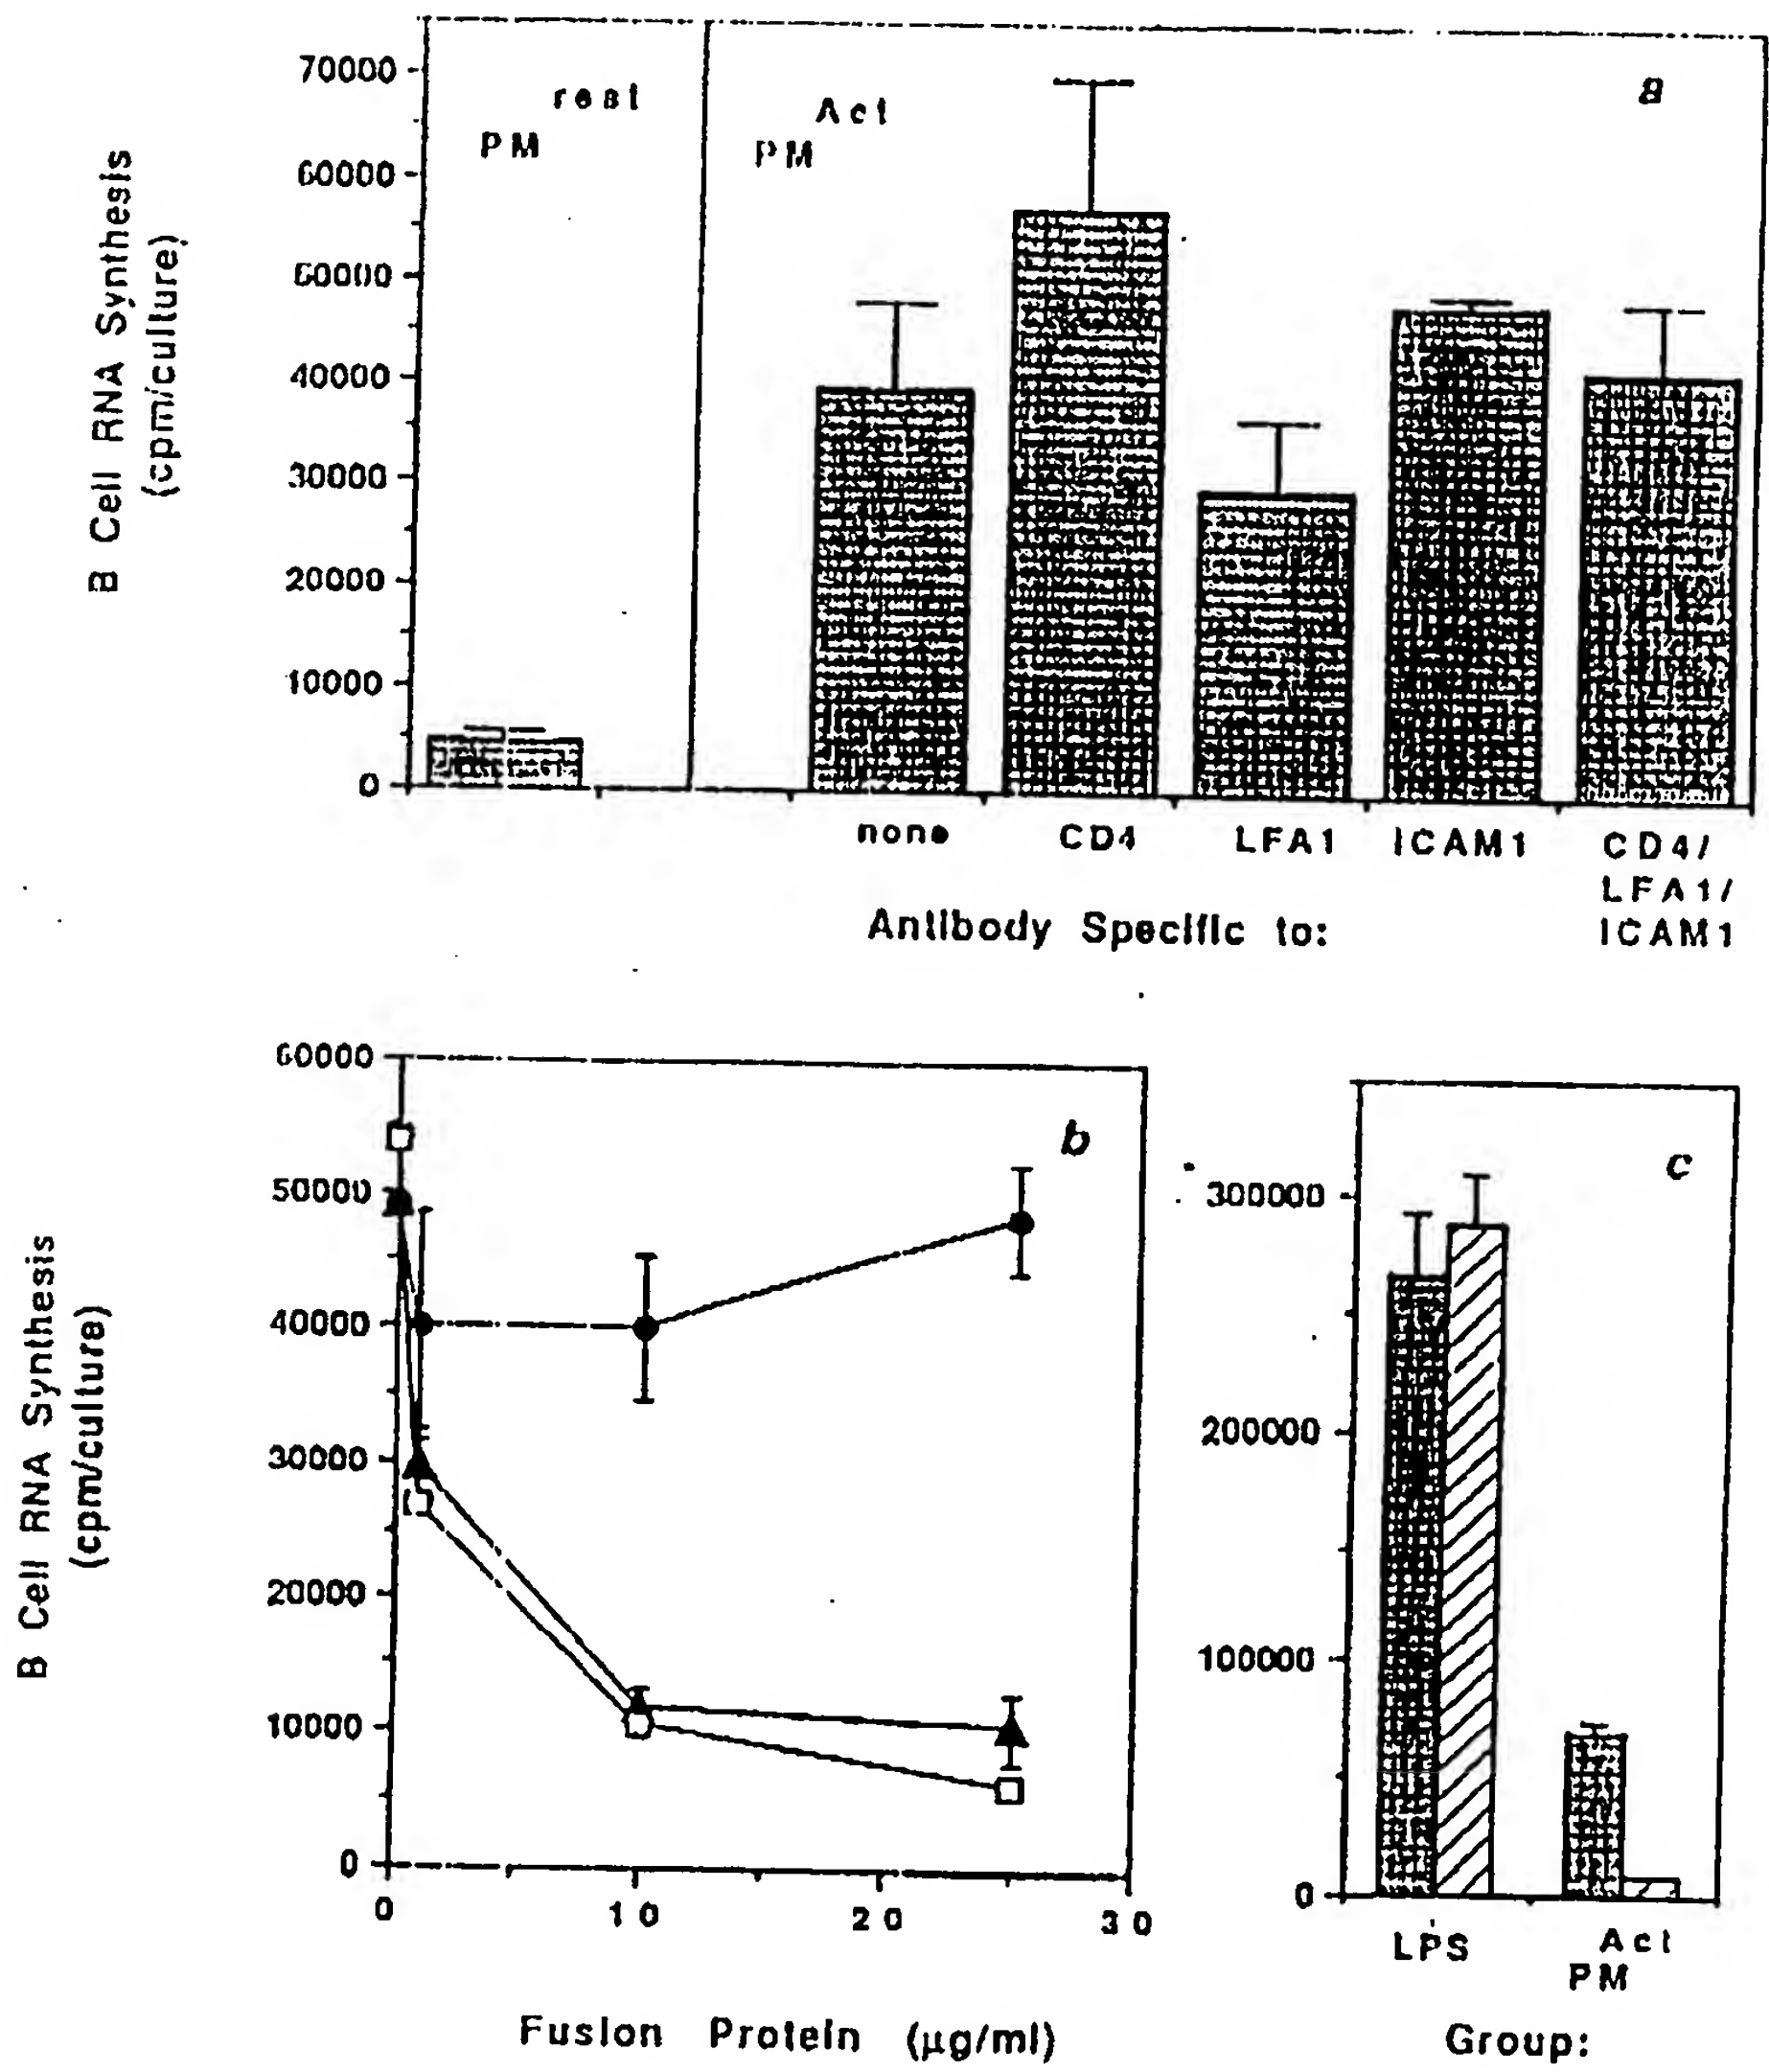 B Cell RNA Synthesis
(cpm/culture)
70000
60000
50000
40000
30000
20000
10000
0
rest
PM
Act
PM
a
none CD4 LFA1 ICAM1 CD4/
LFA1/
ICAM1
Antibody Specific to:
B Cell RNA Synthesis
(cpm/culture)
60000
50000
40000
30000
20000
10000
0
b
0 10 20 30
Fusion Protein (µg/ml)
c
300000
200000
100000
0
LPS Act
PM
Group: